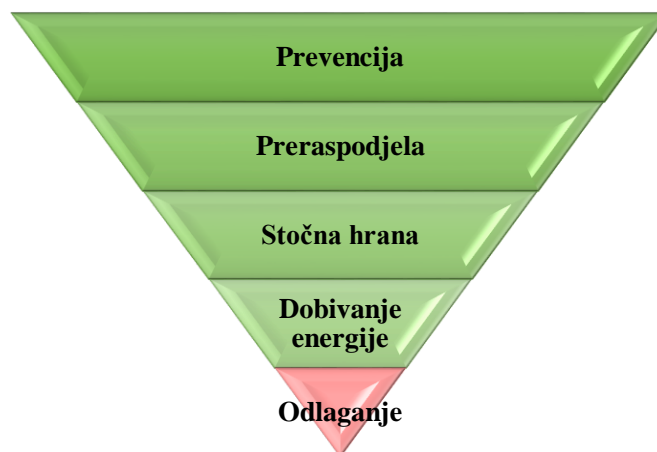 Prevencija
Preraspodjela
Stočna hrana
Dobivanje
energije
Odlaganje